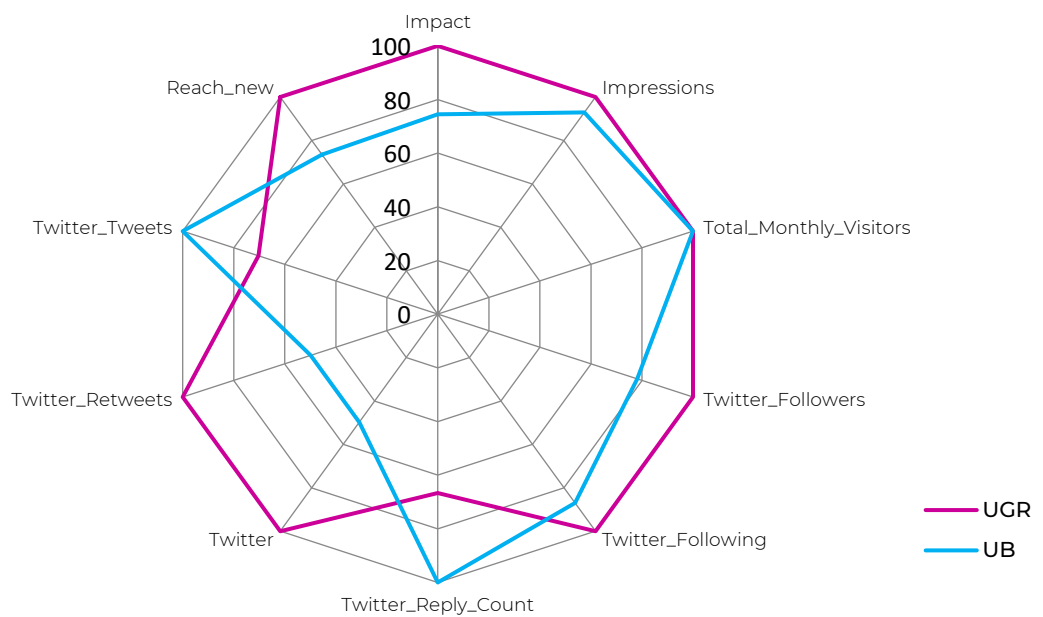 Impact
100
Reach_new
Impressions
80
60
Twitter_Tweets
Total_Monthly_Visitors
40
20
0
Twitter_Retweets
Twitter_Followers
UGR
Twitter
Twitter_Following
UB
Twitter_Reply_Count